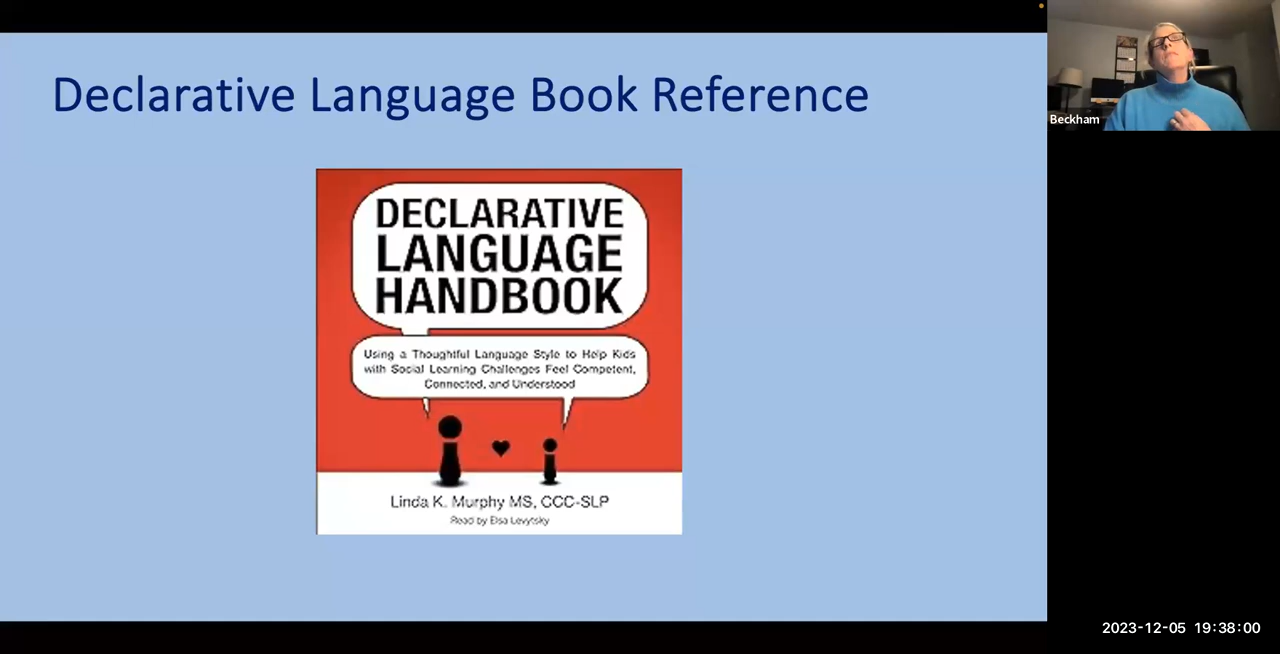 Declarative Language Book Reference
DECLARATIVE
LANGUAGE
HANDBOOK
Using a Thoughtful Language Style to Help Kids
with Social Learning Challenges Feel Competent,
Connected, and Understood
Linda K. Murphy MS, CCC-SLP
Read by Elsa Levytsky
Beckham
2023-12-05 19:38:00